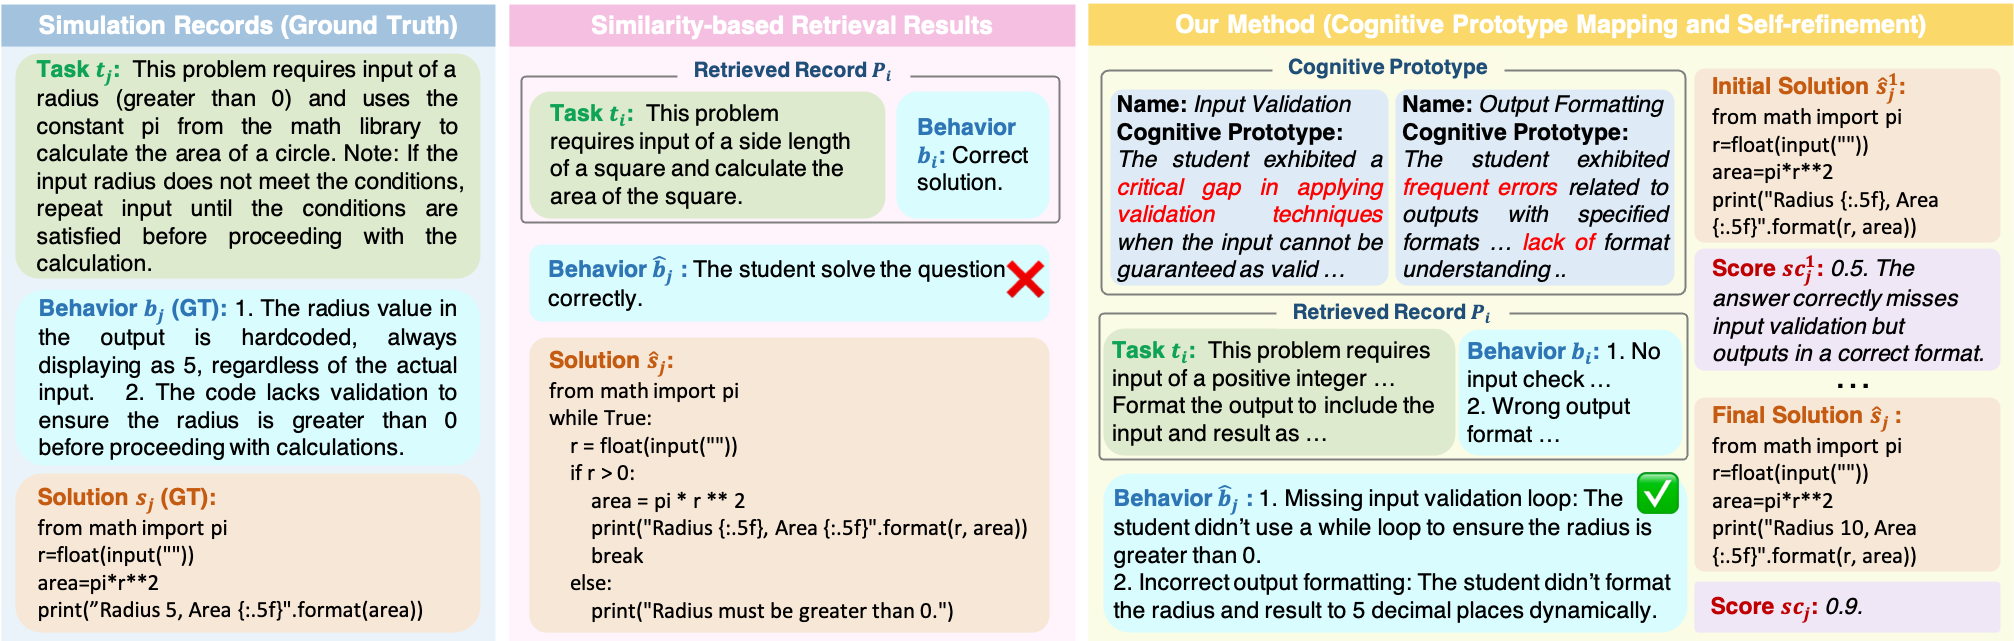 Simulation Records (Ground Truth)
Task t_j: This problem requires input of a
radius (greater than 0) and uses the
constant pi from the math library to
calculate the area of a circle. Note: If the
input radius does not meet the conditions,
repeat input until the conditions are
satisfied before proceeding with the
calculation.
Behavior b_j (GT): 1. The radius value in
the output is hardcoded, always
displaying as 5, regardless of the actual
input. 2. The code lacks validation to
ensure the radius is greater than 0
before proceeding with calculations.
Solution s_j (GT):
from math import pi
r=float(input(""))
area=pi*r**2
print("Radius 5, Area {:.5f}".format(area))
Similarity-based Retrieval Results
Retrieved Record P_i
Task t_i: This problem
requires input of a side length
of a square and calculate the
area of the square.
Behavior
b_i: Correct
solution.
Behavior b̂_j : The student solve the question
correctly.
Solution ŝ_j:
from math import pi
while True:
r = float(input(""))
if r > 0:
area = pi * r ** 2
print("Radius {:.5f}, Area {:.5f}".format(r, area))
break
else:
print("Radius must be greater than 0.")
Our Method (Cognitive Prototype Mapping and Self-refinement)
Cognitive Prototype
Name: Input Validation
Cognitive Prototype:
The student exhibited a
critical gap in applying
validation techniques
when the input cannot be
guaranteed as valid ...
Name: Output Formatting
Cognitive Prototype:
The student exhibited
frequent errors related to
outputs with specified
formats ... lack of format
understanding ..
Retrieved Record P_i
Task t_i: This problem requires
input of a positive integer ...
Format the output to include the
input and result as ...
Behavior b_i: 1. No
input check ...
2. Wrong output
format ...
Behavior b̂_j : 1. Missing input validation loop: The
student didn't use a while loop to ensure the radius is
greater than 0.
2. Incorrect output formatting: The student didn't format
the radius and result to 5 decimal places dynamically.
Initial Solution ŝ_j^1:
from math import pi
r=float(input(""))
area=pi*r**2
print("Radius {:.5f}, Area
{:.5f}".format(r, area))
Score sc_j^1: 0.5. The
answer correctly misses
input validation but
outputs in a correct format.
...
Final Solution ŝ_j :
from math import pi
r=float(input(""))
area=pi*r**2
print("Radius 10, Area
{:.5f}".format(r, area))
Score sc_j: 0.9.